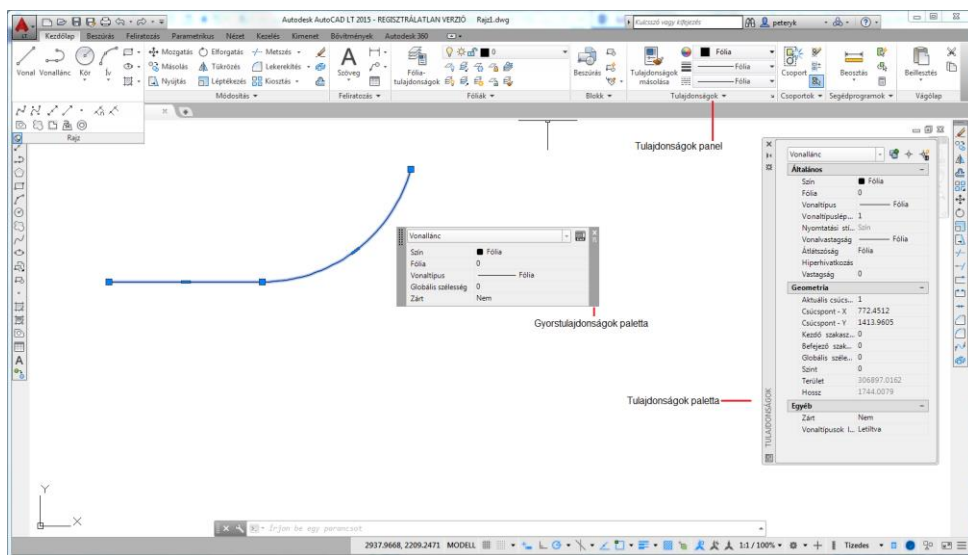 Autodesk AutoCAD LT 2015 - REGISZTRÁLATLAN VERZIÓ Rajz1.dwg
Kulcsszó vagy kifejezés
peteryk
LT
Kezdőlap Beszúrás Feliratozás Parametrikus Nézet Kezelés Kimenet Bővítmények Autodesk 360
Mozgatás Elforgatás Metszés
Másolás Tükrözés Lekerekítés
Nyújtás Léptékezés Kiosztás
Vonal Vonallánc Kör Ív
Szöveg
Fólia-
tulajdonságok
0
Beszúrás
Tulajdonságok
másolása
Fólia
Fólia
Fólia
Csoport
Beosztás
Beillesztés
Módosítás
Feliratozás
Fóliák
Blokk
Tulajdonságok
Csoportok
Segédprogramok
Vágólap
Rajz
Tulajdonságok panel
Vonallánc
Szín Fólia
Fólia 0
Vonaltípus Fólia
Globális szélesség 0
Zárt Nem
Gyorstulajdonságok paletta
Vonallánc
Általános
Szín Fólia
Fólia 0
Vonaltípus Fólia
Vonaltípuslép... 1
Nyomtatási stí... Szín
Vonalvastagság Fólia
Átlátszóság Fólia
Hiperhivatkozás
Vastagság 0
Geometria
Aktuális csúcs... 1
Csúcspont - X 772.4512
Csúcspont - Y 1413.9605
Kezdő szakasz... 0
Befejező szak... 0
Globális széle... 0
Szint 0
Terület 306897.0162
Hossz 1744.0079
Egyéb
Zárt Nem
Vonaltípusok l... Letiltva
TULAJDONSÁGOK
Tulajdonságok paletta
Y
X
Írjon be egy parancsot
2937.9668, 2209.2471 MODELL
1:1 / 100%
Tizedes